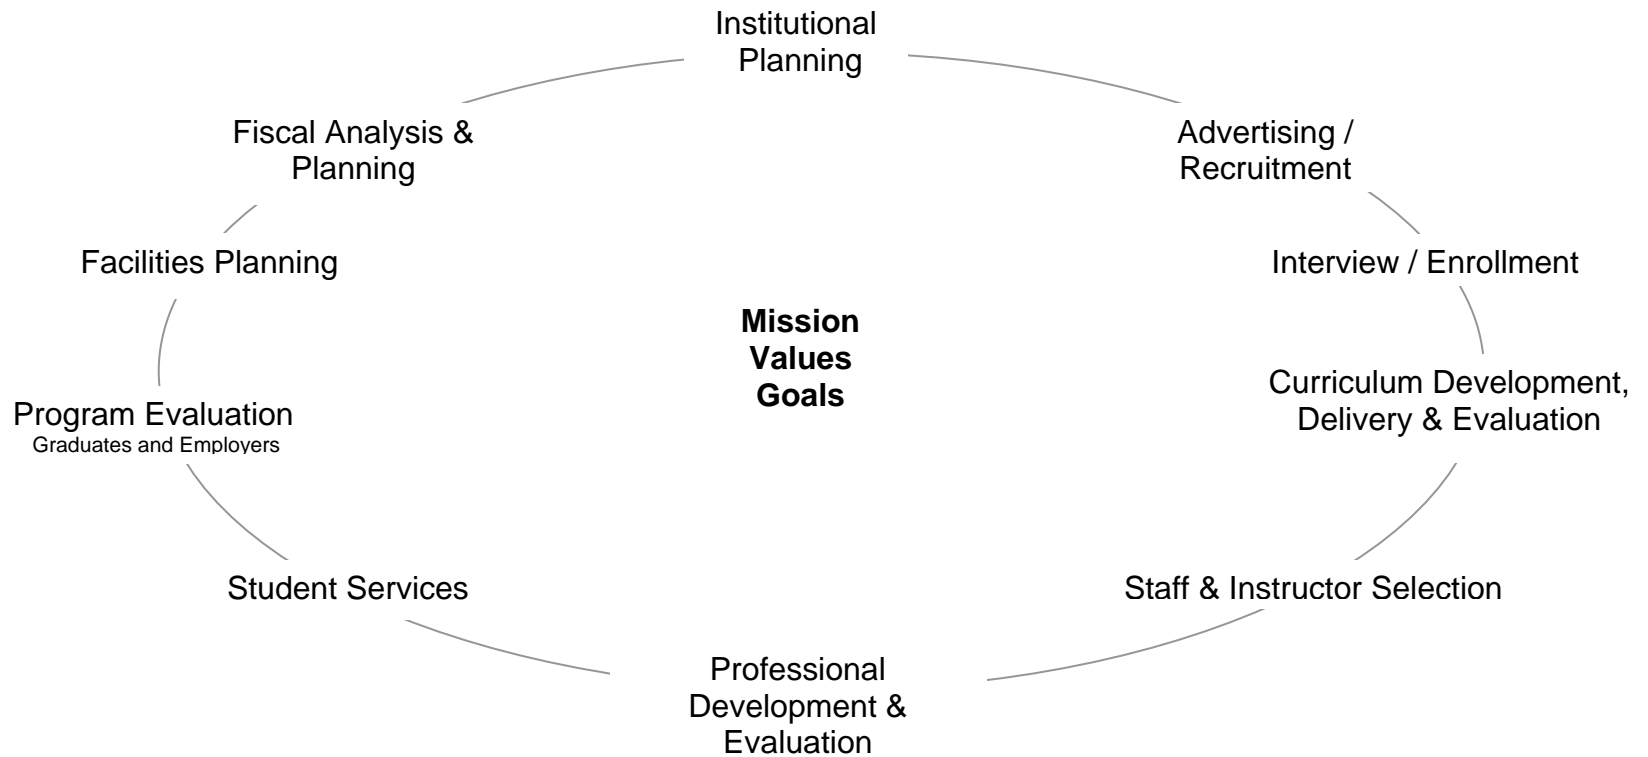 Institutional
Planning
Fiscal Analysis &
Planning
Advertising /
Recruitment
Facilities Planning
Interview / Enrollment
Mission
Values
Goals
Curriculum Development,
Delivery & Evaluation
Program Evaluation
Graduates and Employers
Student Services
Staff & Instructor Selection
Professional
Development &
Evaluation